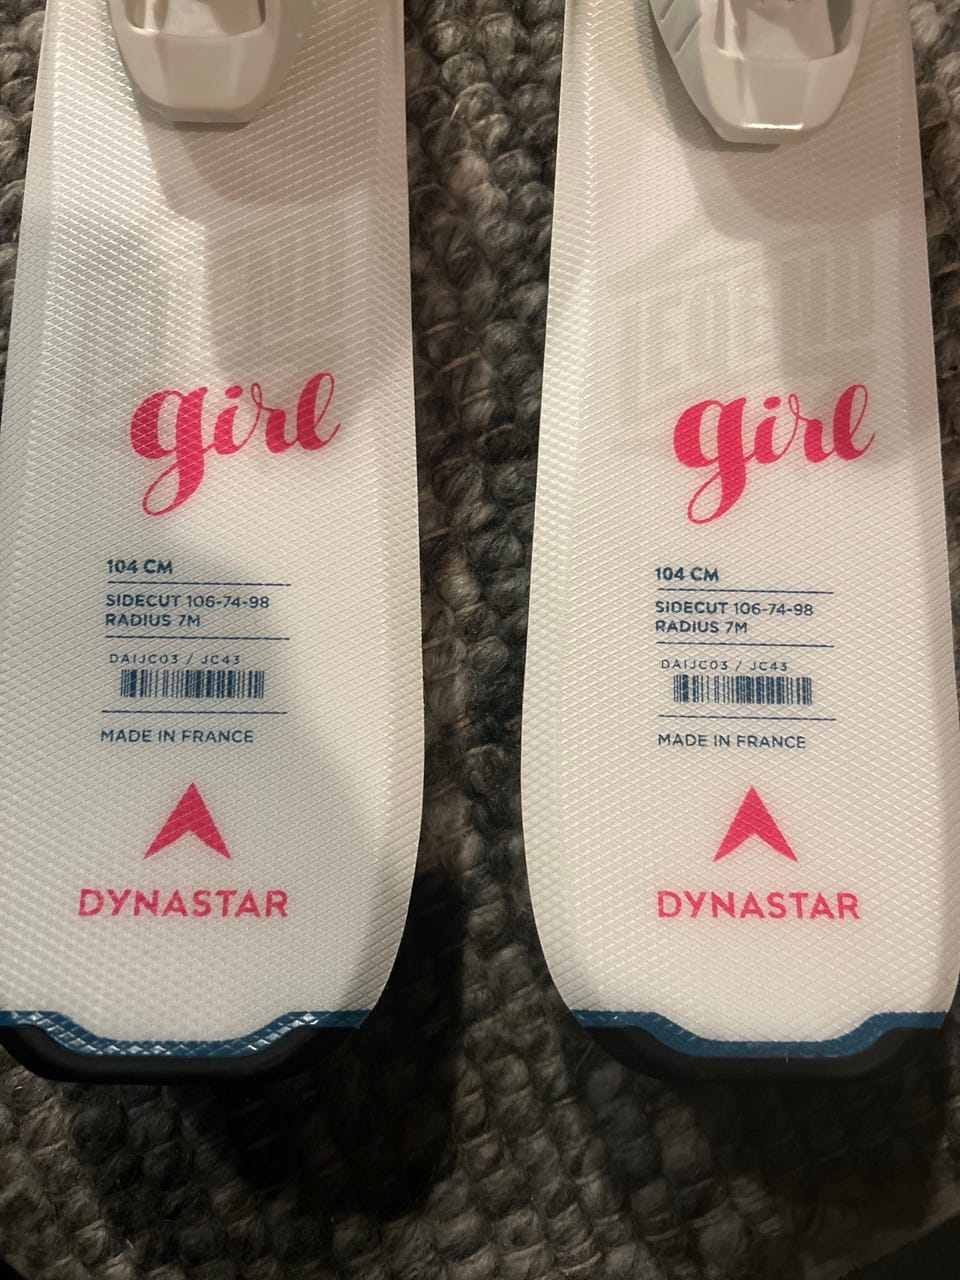 girl
104 CM
SIDECUT 106-74-98
RADIUS 7M
DAIJC03 / JC43
MADE IN FRANCE
DYNASTAR
girl
104 CM
SIDECUT 106-74-98
RADIUS 7M
DAIJC03 / JC43
MADE IN FRANCE
DYNASTAR